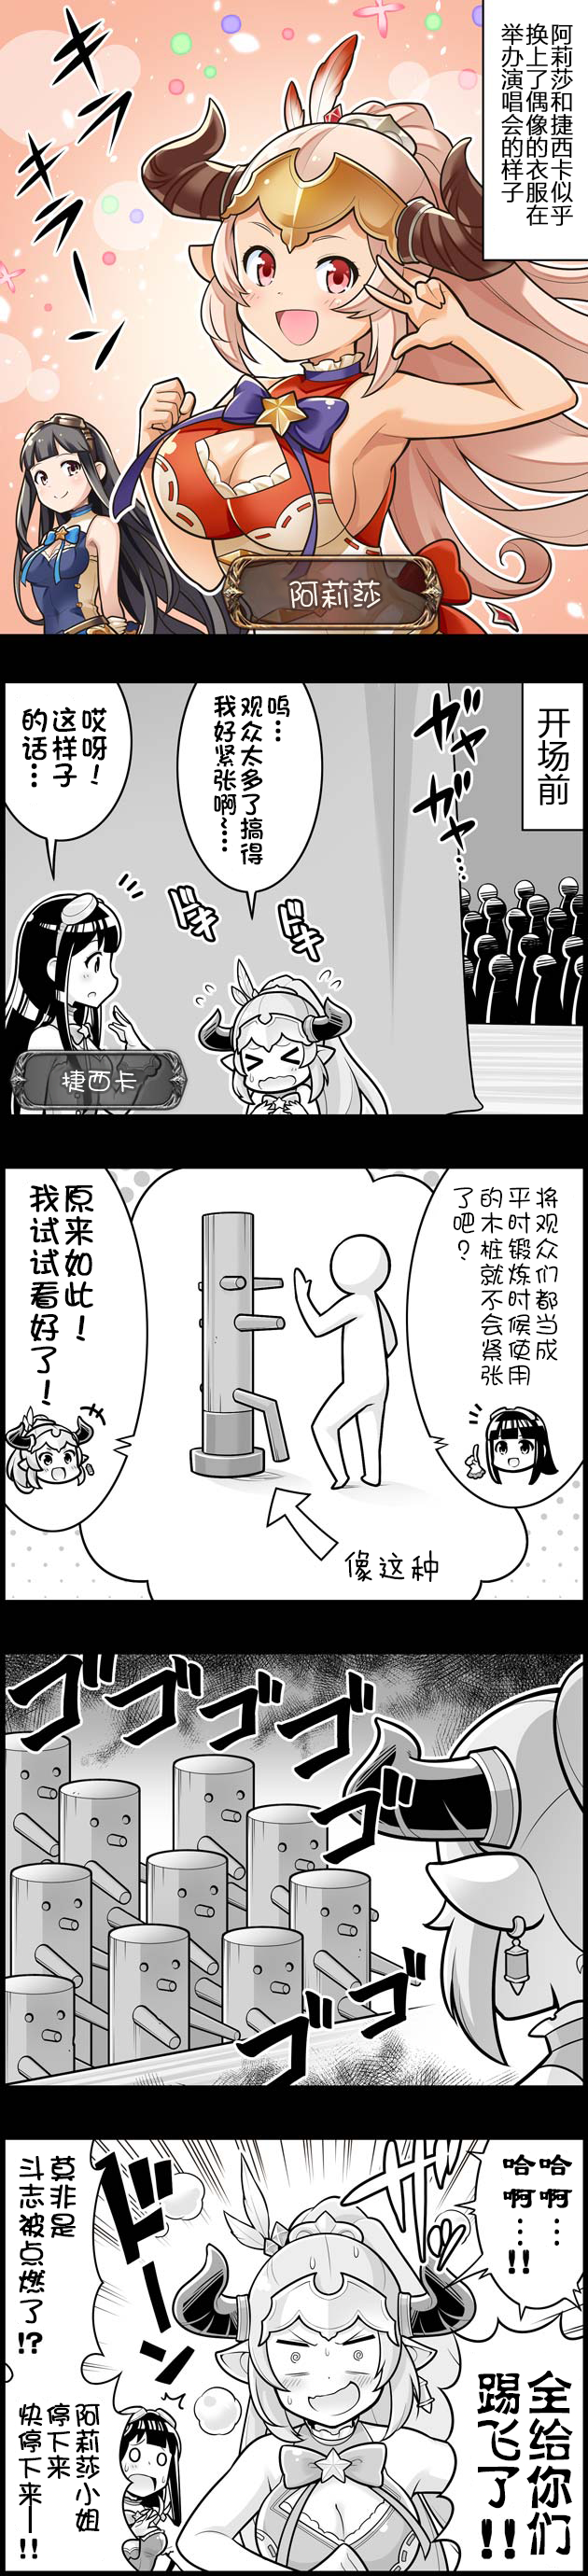 阿莉莎和捷西卡似乎
换上了偶像的衣服在
举办演唱会的样子
じゃーん
阿莉莎
开场前
ガヤ
ガヤ…
呜…
观众太多了搞得
我好紧张啊~…
哎呀！
这样子
的话…
ドキ
ドキ
捷西卡
将观众们都当成
平时锻炼时候使用
的木桩就不会紧张
了吧？
原来如此！
我试试看好了！
像这种
ゴゴゴゴゴ
ゴゴゴ
哈啊…
哈啊…!!
ドーン
莫非是
斗志被点燃了!?
全给你们
踢飞了!!
阿莉莎小姐
停下来
快停下来—!!